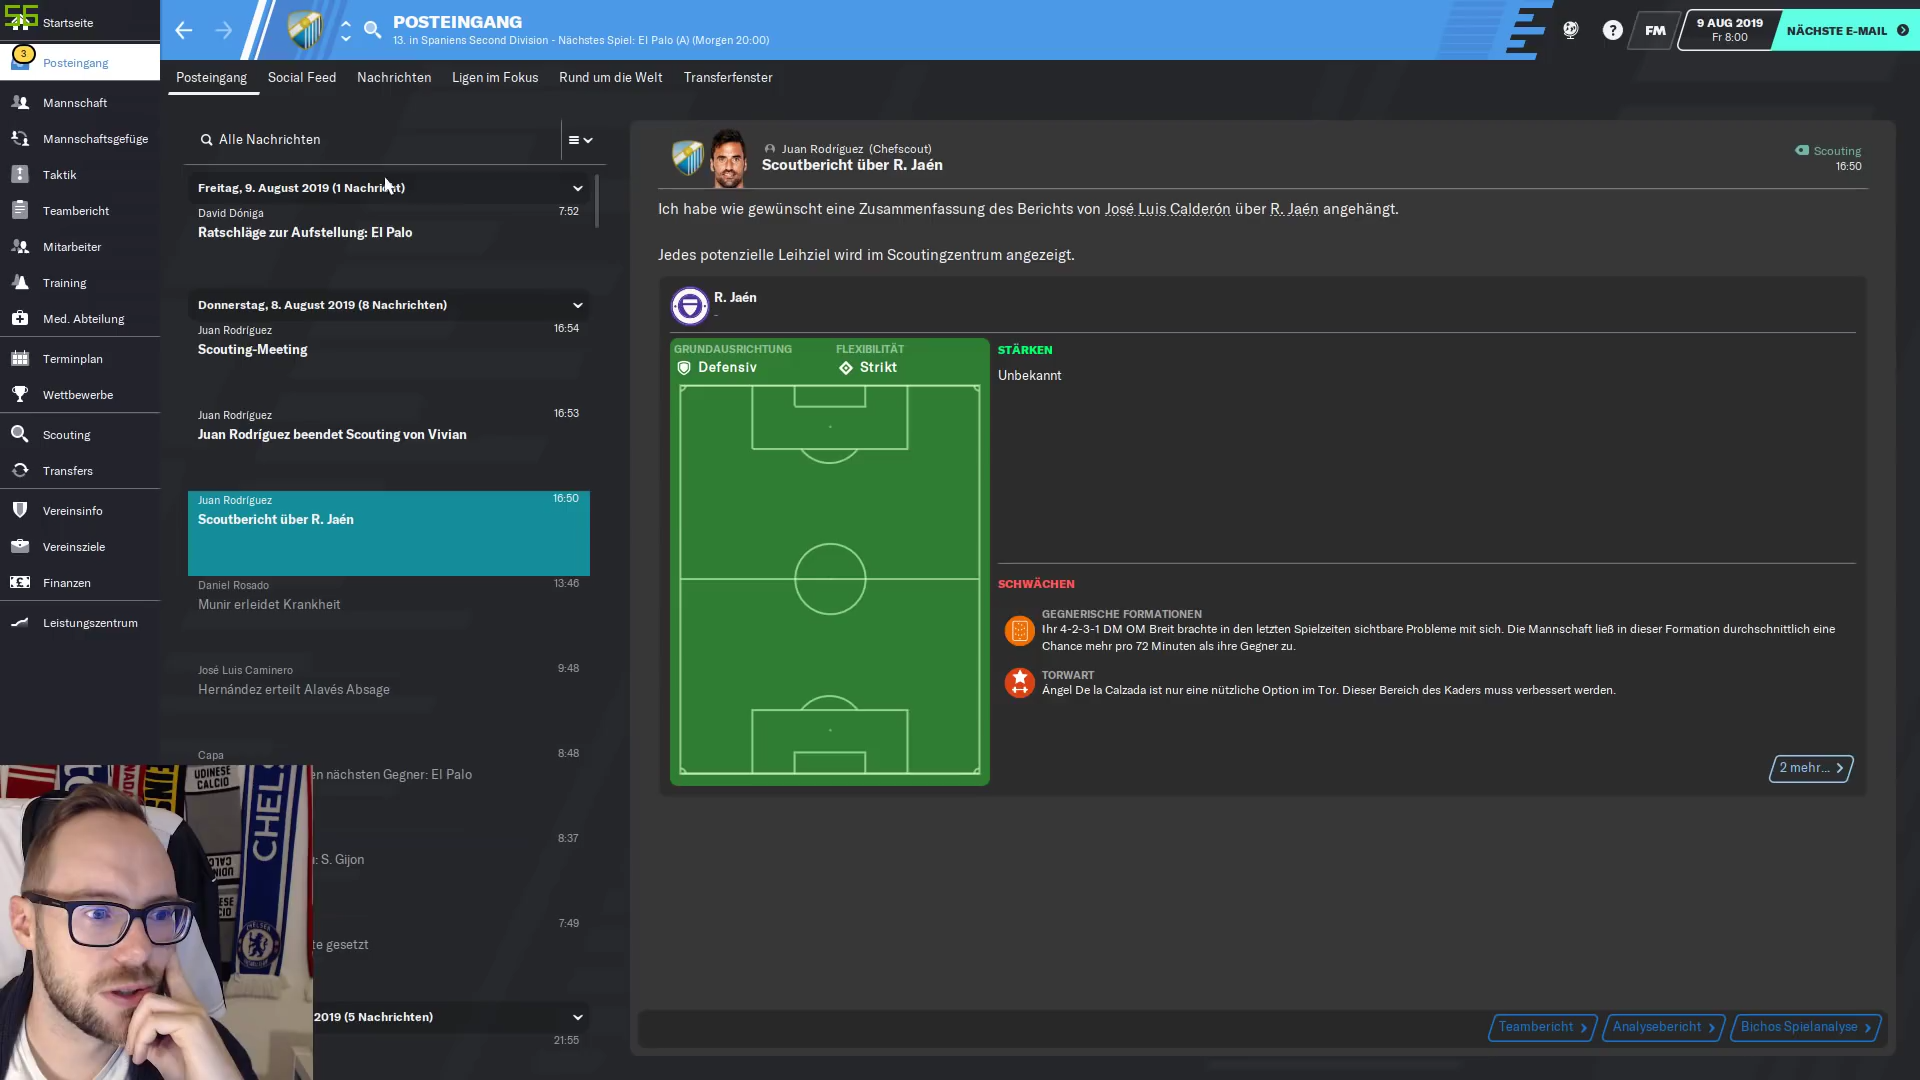 56
Startseite
3
Posteingang
Mannschaft
Mannschaftsgefüge
Taktik
Teambericht
Mitarbeiter
Training
Med. Abteilung
Terminplan
Wettbewerbe
Scouting
Transfers
Vereinsinfo
Vereinsziele
Finanzen
Leistungszentrum
POSTEINGANG
13. in Spaniens Second Division - Nächstes Spiel: El Palo (A) (Morgen 20:00)
?
FM
9 AUG 2019
Fr 8:00
NÄCHSTE E-MAIL
Posteingang Social Feed Nachrichten Ligen im Fokus Rund um die Welt Transferfenster
Alle Nachrichten
Freitag, 9. August 2019 (1 Nachricht)
David Dóniga 7:52
Ratschläge zur Aufstellung: El Palo
Donnerstag, 8. August 2019 (8 Nachrichten)
Juan Rodríguez 16:54
Scouting-Meeting
Juan Rodríguez 16:53
Juan Rodríguez beendet Scouting von Vivian
Juan Rodríguez 16:50
Scoutbericht über R. Jaén
Daniel Rosado 13:46
Munir erleidet Krankheit
José Luis Caminero 9:48
Hernández erteilt Alavés Absage
Capa 8:48
en nächsten Gegner: El Palo
8:37
: S. Gijon
7:49
te gesetzt
2019 (5 Nachrichten)
21:55
Juan Rodríguez (Chefscout)
Scoutbericht über R. Jaén
Scouting
16:50
Ich habe wie gewünscht eine Zusammenfassung des Berichts von José Luis Calderón über R. Jaén angehängt.
Jedes potenzielle Leihziel wird im Scoutingzentrum angezeigt.
R. Jaén
-
GRUNDAUSRICHTUNG FLEXIBILITÄT
Defensiv Strikt
STÄRKEN
Unbekannt
SCHWÄCHEN
GEGNERISCHE FORMATIONEN
Ihr 4-2-3-1 DM OM Breit brachte in den letzten Spielzeiten sichtbare Probleme mit sich. Die Mannschaft ließ in dieser Formation durchschnittlich eine
Chance mehr pro 72 Minuten als ihre Gegner zu.
TORWART
Ángel De la Calzada ist nur eine nützliche Option im Tor. Dieser Bereich des Kaders muss verbessert werden.
2 mehr...
Teambericht Analysebericht Bichos Spielanalyse
UDINESE
CALCIO
CHELS